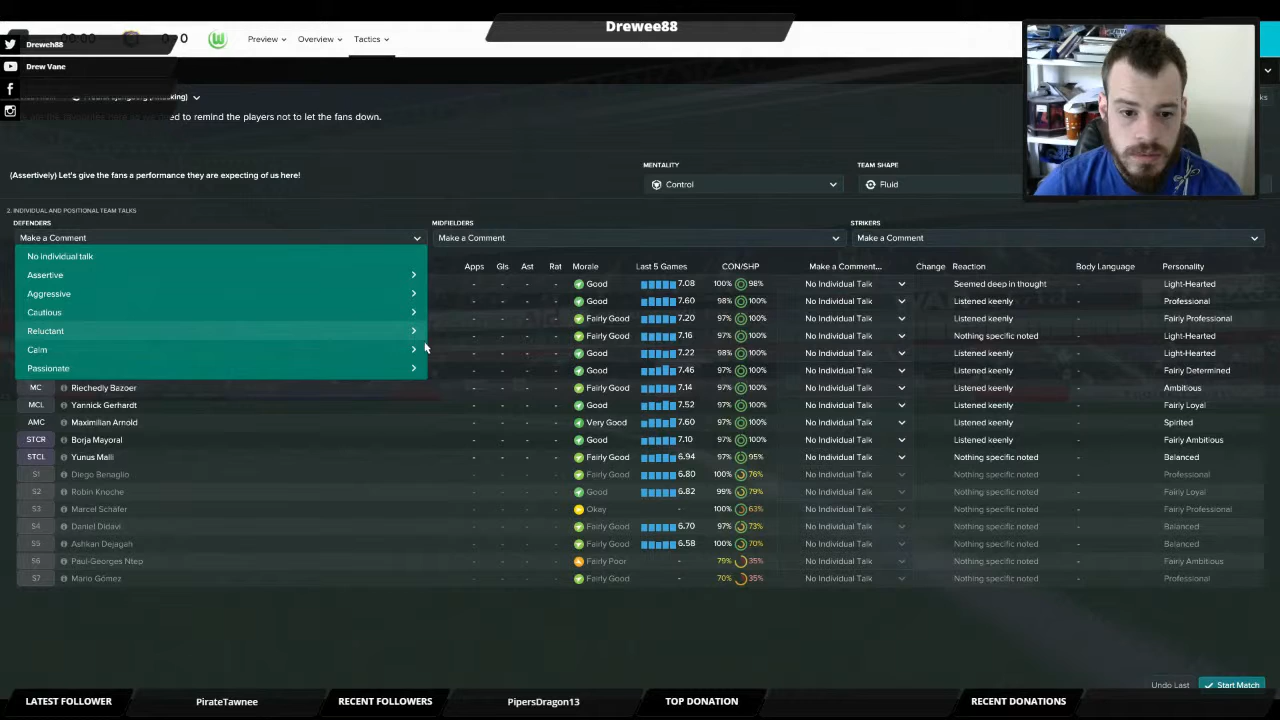 Drewee88
Dreweh88
Drew Vane
0
Preview
Overview
Tactics
ed to remind the players not to let the fans down.
(Assertively) Let's give the fans a performance they are expecting of us here!
MENTALITY
TEAM SHAPE
Control
Fluid
2. INDIVIDUAL AND POSITIONAL TEAM TALKS
DEFENDERS MIDFIELDERS STRIKERS
Make a Comment Make a Comment Make a Comment
No individual talk
Assertive
Aggressive
Cautious
Reluctant
Calm
Passionate
Apps Gls Ast Rat Morale Last 5 Games CON/SHP Make a Comment... Change Reaction Body Language Personality
- - - - Good 7.08 100% 98% No Individual Talk Seemed deep in thought - Light-Hearted
- - - - Good 7.60 98% 100% No Individual Talk Listened keenly - Professional
- - - - Fairly Good 7.20 97% 100% No Individual Talk Listened keenly - Fairly Professional
- - - - Fairly Good 7.16 97% 100% No Individual Talk Nothing specific noted - Light-Hearted
- - - - Good 7.22 98% 100% No Individual Talk Listened keenly - Light-Hearted
- - - - Good 7.46 97% 100% No Individual Talk Listened keenly - Fairly Determined
MC Riechedly Bazoer - - - - Fairly Good 7.14 97% 100% No Individual Talk Listened keenly - Ambitious
MCL Yannick Gerhardt - - - - Good 7.52 97% 100% No Individual Talk Listened keenly - Fairly Loyal
AMC Maximilian Arnold - - - - Very Good 7.60 97% 100% No Individual Talk Listened keenly - Spirited
STCR Borja Mayoral - - - - Good 7.10 97% 100% No Individual Talk Listened keenly - Fairly Ambitious
STCL Yunus Malli - - - - Fairly Good 6.94 97% 95% No Individual Talk Nothing specific noted - Balanced
S1 Diego Benaglio - - - - Fairly Good 6.80 100% 76% No Individual Talk Nothing specific noted - Professional
S2 Robin Knoche - - - - Good 6.82 99% 79% No Individual Talk Nothing specific noted - Fairly Loyal
S3 Marcel Schäfer - - - - Okay - 100% 63% No Individual Talk Nothing specific noted - Fairly Professional
S4 Daniel Didavi - - - - Fairly Good 6.70 97% 73% No Individual Talk Nothing specific noted - Balanced
S5 Ashkan Dejagah - - - - Fairly Good 6.58 100% 70% No Individual Talk Nothing specific noted - Balanced
S6 Paul-Georges Ntep - - - - Fairly Poor - 79% 35% No Individual Talk Nothing specific noted - Fairly Ambitious
S7 Mario Gómez - - - - Fairly Good - 70% 35% No Individual Talk Nothing specific noted - Professional
Undo Last Start Match
LATEST FOLLOWER PirateTawnee RECENT FOLLOWERS PipersDragon13 TOP DONATION RECENT DONATIONS